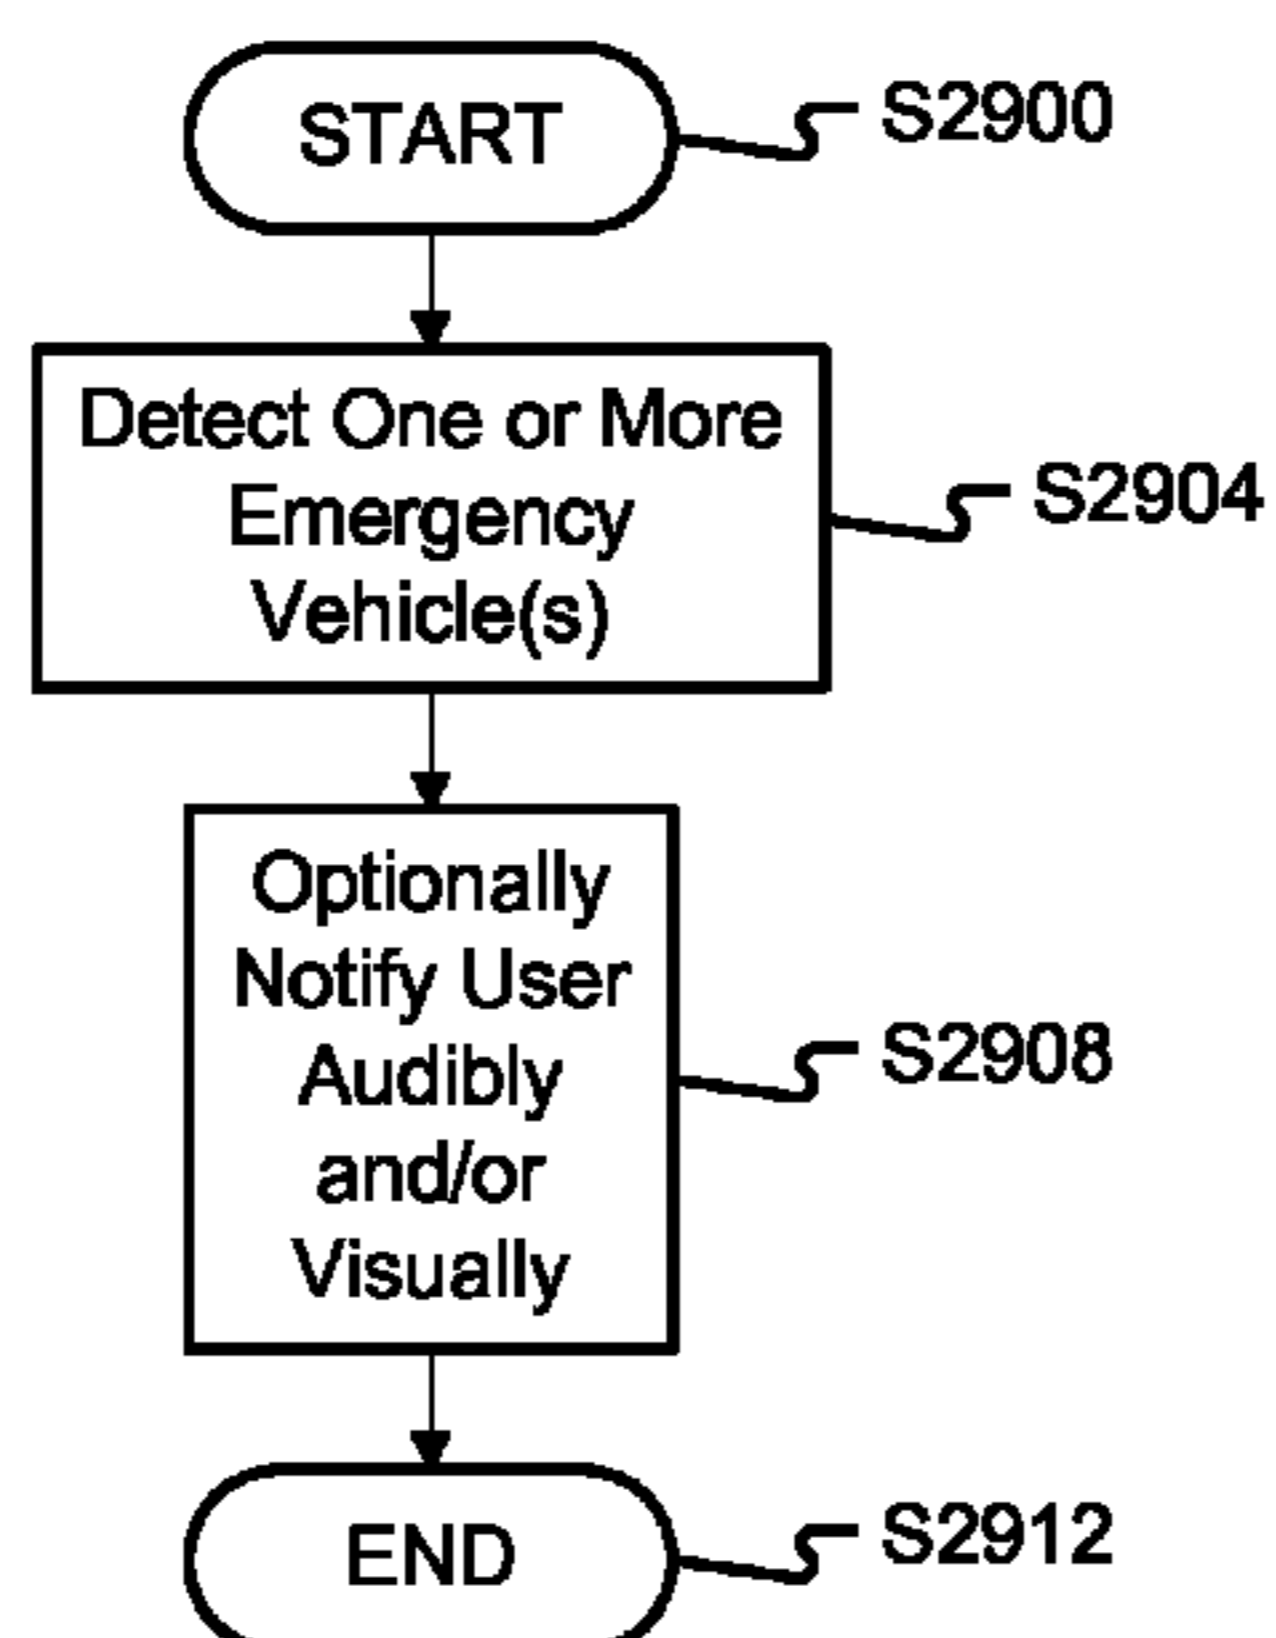 START
S2900
Detect One or More
Emergency
Vehicle(s)
S2904
Optionally
Notify User
Audibly
and/or
Visually
S2908
END
S2912